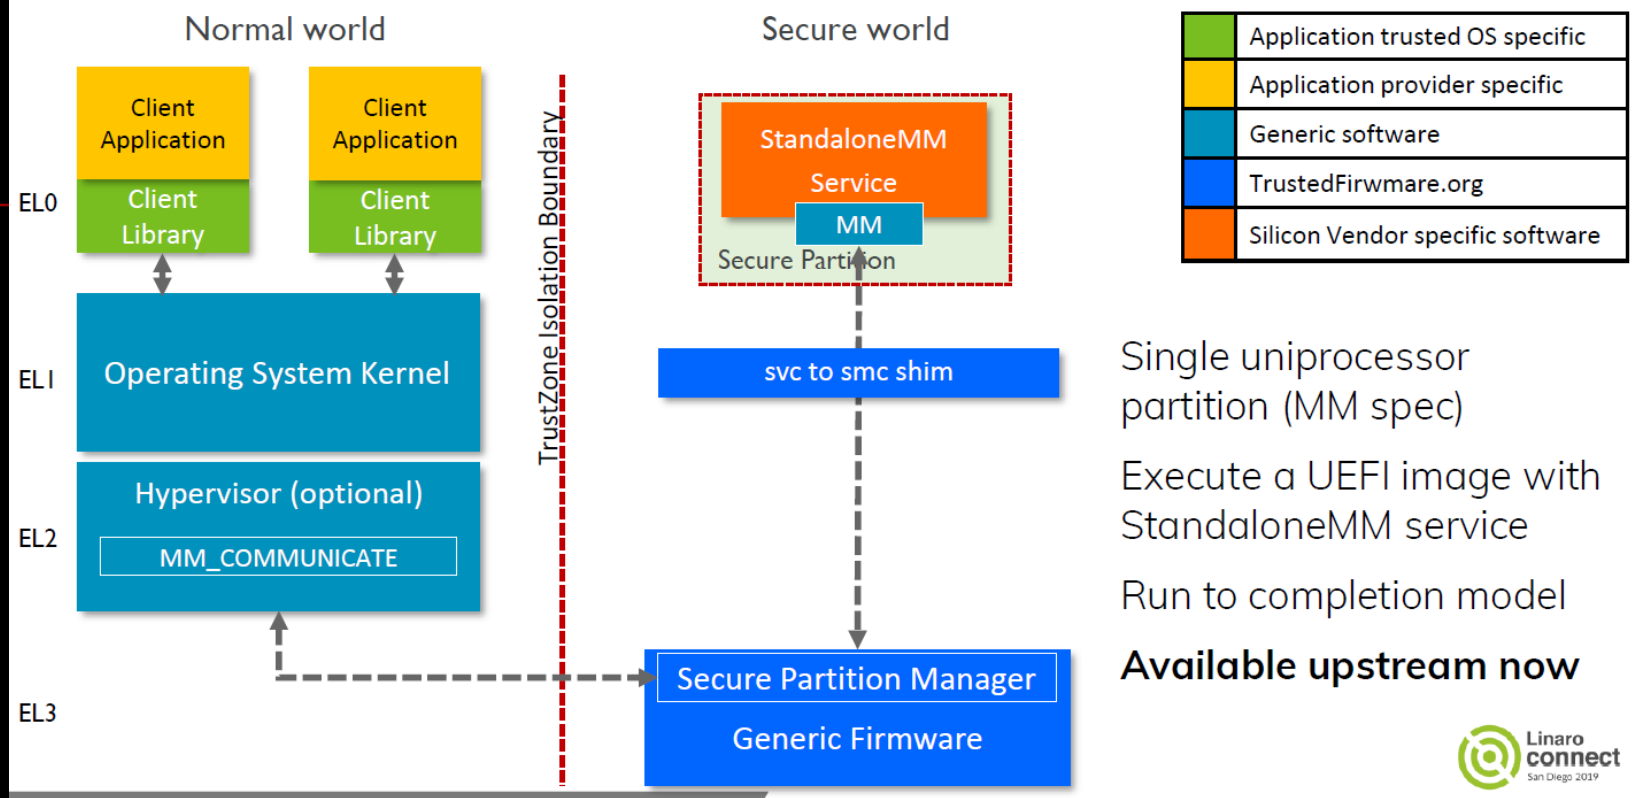 Normal world
Secure world
Client
Application
Client
Application
Client
Library
Client
Library
EL0
Operating System Kernel
EL1
Hypervisor (optional)
MM_COMMUNICATE
EL2
EL3
TrustZone Isolation Boundary
StandaloneMM
Service
MM
Secure Partition
svc to smc shim
Secure Partition Manager
Generic Firmware
Application trusted OS specific
Application provider specific
Generic software
TrustedFirwmare.org
Silicon Vendor specific software
Single uniprocessor
partition (MM spec)
Execute a UEFI image with
StandaloneMM service
Run to completion model
Available upstream now
Linaro
connect
San Diego 2019